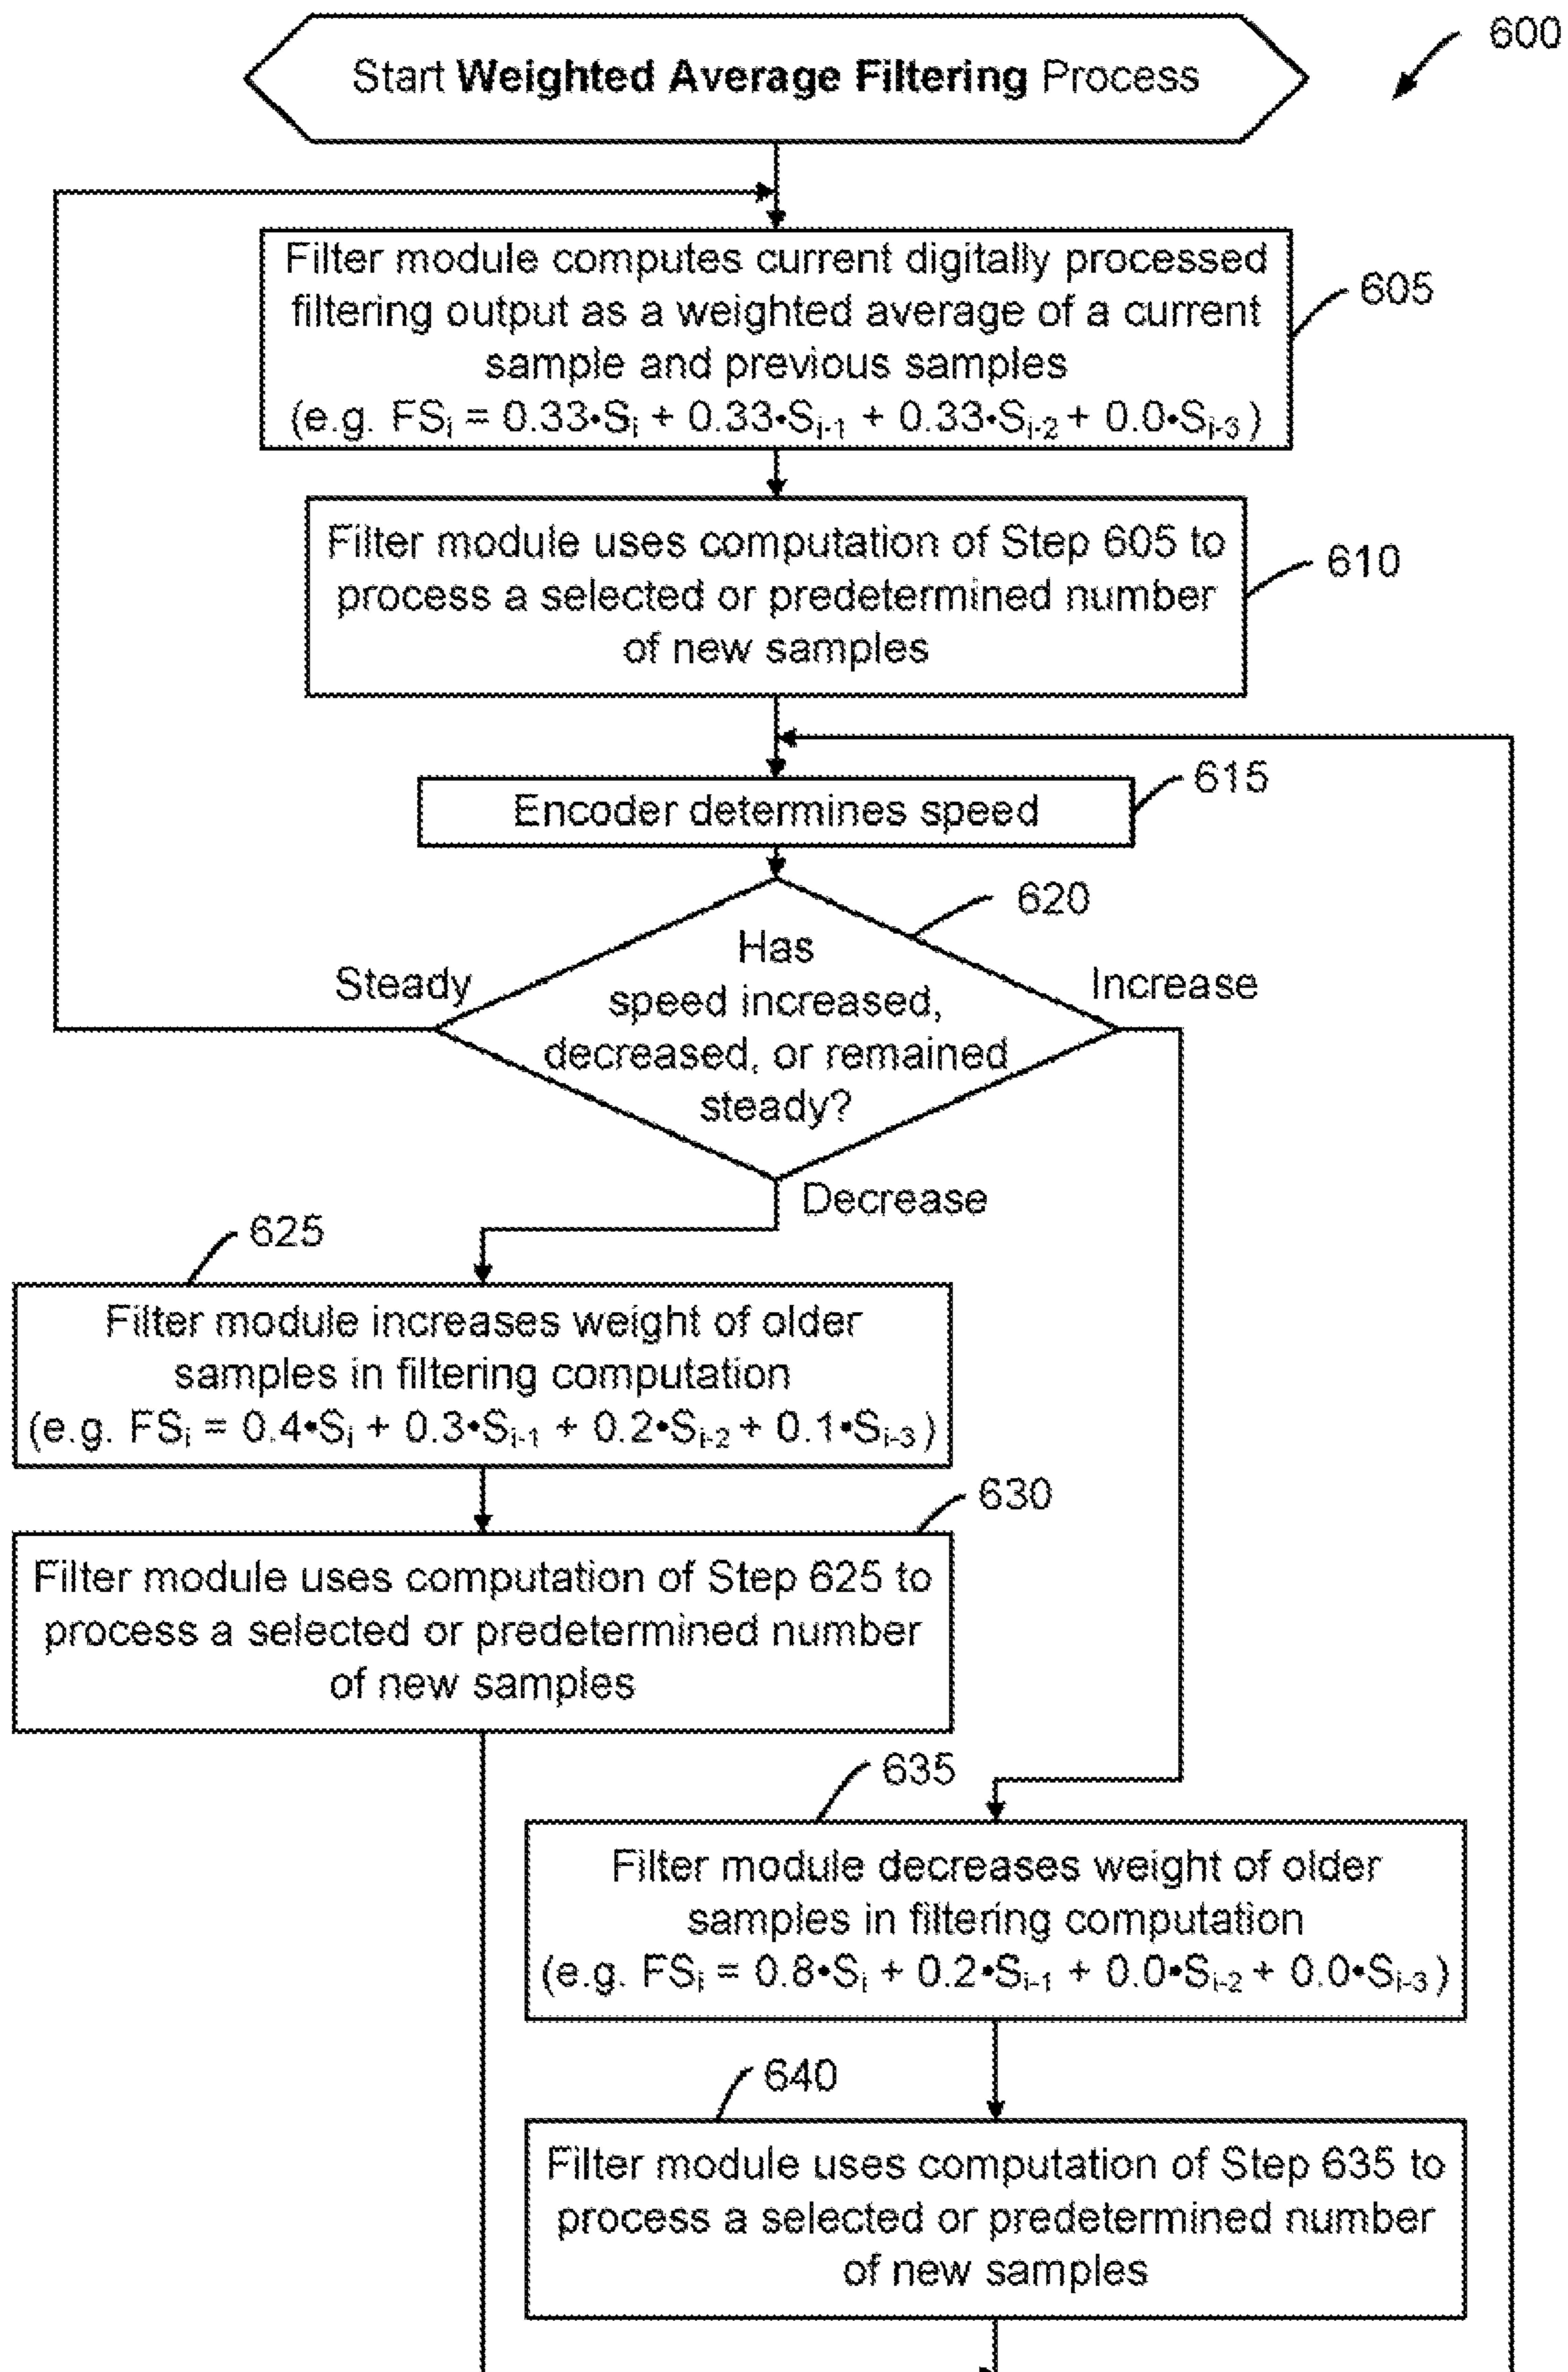 600
Start Weighted Average Filtering Process
Filter module computes current digitally processed
filtering output as a weighted average of a current
sample and previous samples
(e.g. FSᵢ = 0.33•Sᵢ + 0.33•Sᵢ₋₁ + 0.33•Sᵢ₋₂ + 0.0•Sᵢ₋₃)
605
Filter module uses computation of Step 605 to
process a selected or predetermined number
of new samples
610
Encoder determines speed
615
620
Has
speed increased,
decreased, or remained
steady?
Steady
Increase
Decrease
625
Filter module increases weight of older
samples in filtering computation
(e.g. FSᵢ = 0.4•Sᵢ + 0.3•Sᵢ₋₁ + 0.2•Sᵢ₋₂ + 0.1•Sᵢ₋₃)
630
Filter module uses computation of Step 625 to
process a selected or predetermined number
of new samples
635
Filter module decreases weight of older
samples in filtering computation
(e.g. FSᵢ = 0.8•Sᵢ + 0.2•Sᵢ₋₁ + 0.0•Sᵢ₋₂ + 0.0•Sᵢ₋₃)
640
Filter module uses computation of Step 635 to
process a selected or predetermined number
of new samples